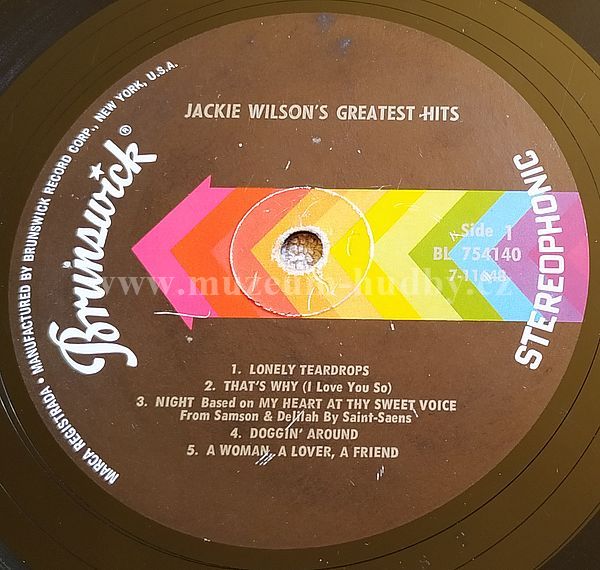 JACKIE WILSON'S GREATEST HITS
Brunswick®
MARCA REGISTRADA • MANUFACTURED BY BRUNSWICK RECORD CORP., NEW YORK, U.S.A.
STEREOPHONIC
Side 1
BL 754140
7-11648
www.muzeum-hudby.cz
1. LONELY TEARDROPS
2. THAT'S WHY (I Love You So)
3. NIGHT Based on MY HEART AT THY SWEET VOICE
From Samson & Delilah By Saint-Saens
4. DOGGIN' AROUND
5. A WOMAN, A LOVER, A FRIEND